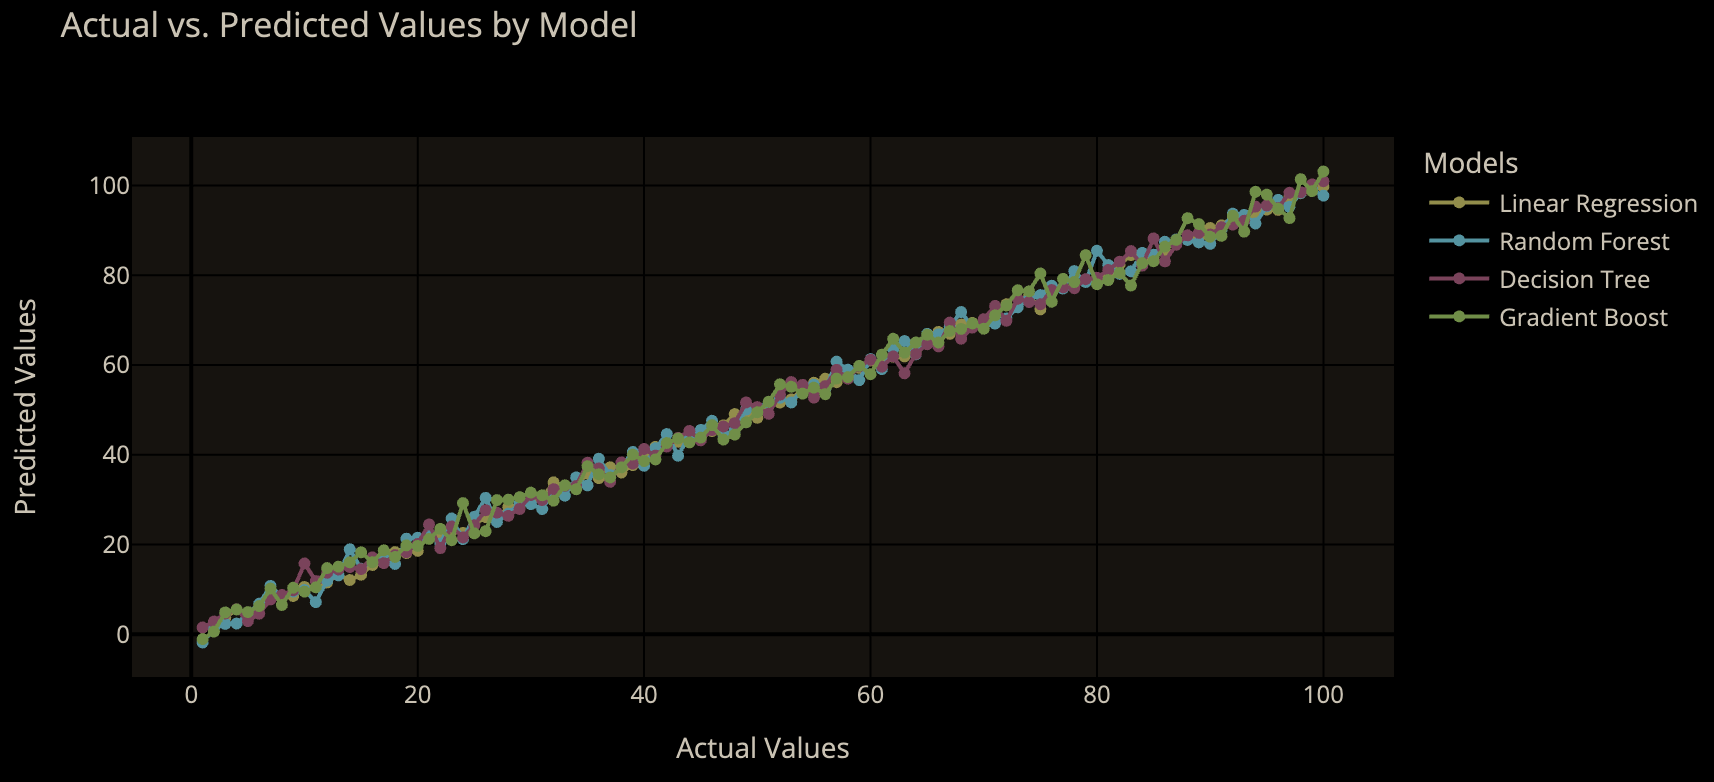 Actual vs. Predicted Values by Model
Models
Linear Regression
Random Forest
Decision Tree
Gradient Boost
Predicted Values
100
80
60
40
20
0
0 20 40 60 80 100
Actual Values